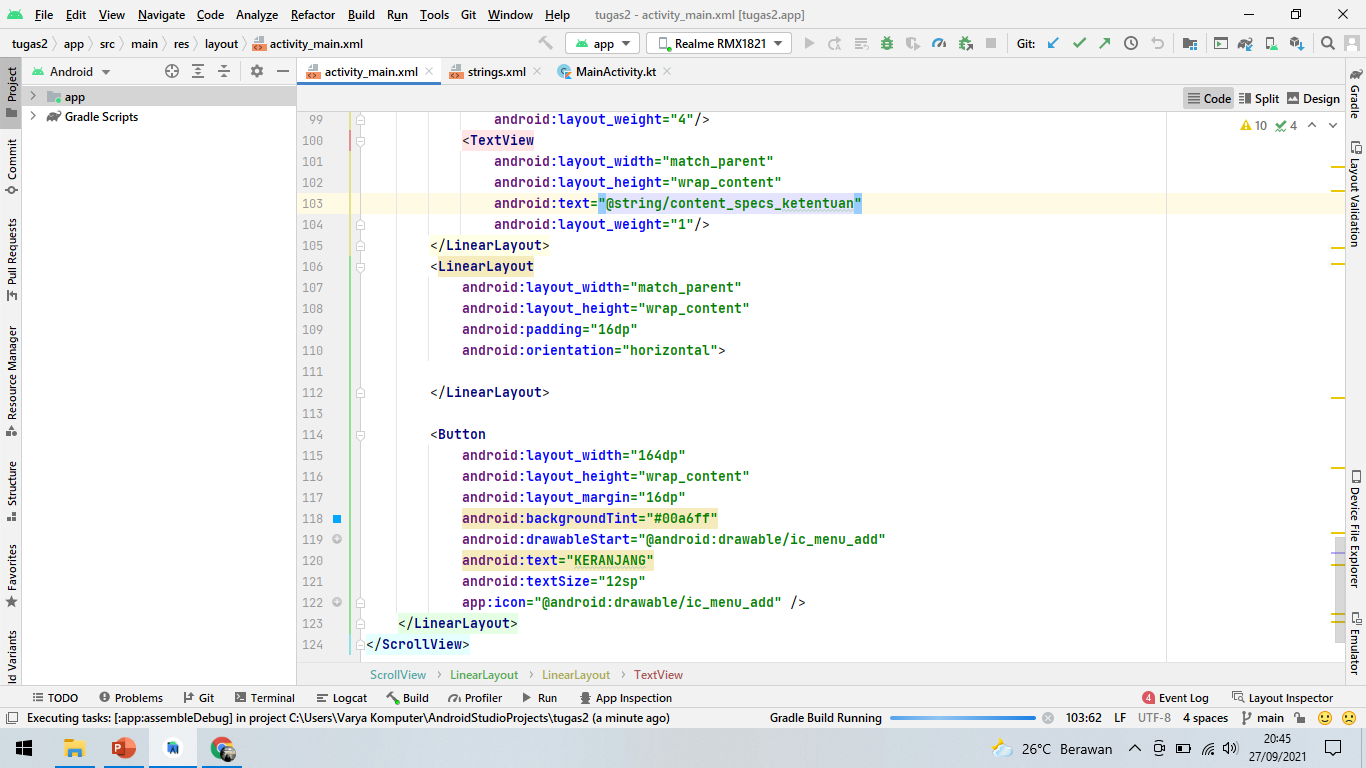 File Edit View Navigate Code Analyze Refactor Build Run Tools Git Window Help tugas2 - activity_main.xml [tugas2.app]
tugas2 app src main res layout activity_main.xml app Realme RMX1821 Git:
Android activity_main.xml strings.xml MainActivity.kt
app
Gradle Scripts
Code Split Design
10 4
99 android:layout_weight="4"/>
100 <TextView
101 android:layout_width="match_parent"
102 android:layout_height="wrap_content"
103 android:text="@string/content_specs_ketentuan"
104 android:layout_weight="1"/>
105 </LinearLayout>
106 <LinearLayout
107 android:layout_width="match_parent"
108 android:layout_height="wrap_content"
109 android:padding="16dp"
110 android:orientation="horizontal">
111
112 </LinearLayout>
113
114 <Button
115 android:layout_width="164dp"
116 android:layout_height="wrap_content"
117 android:layout_margin="16dp"
118 android:backgroundTint="#00a6ff"
119 android:drawableStart="@android:drawable/ic_menu_add"
120 android:text="KERANJANG"
121 android:textSize="12sp"
122 app:icon="@android:drawable/ic_menu_add" />
123 </LinearLayout>
124 </ScrollView>
ScrollView LinearLayout LinearLayout TextView
Project
Commit
Pull Requests
Resource Manager
Structure
Favorites
ld Variants
Gradle
Layout Validation
Device File Explorer
Emulator
TODO Problems Git Terminal Logcat Build Profiler Run App Inspection 4 Event Log Layout Inspector
Executing tasks: [:app:assembleDebug] in project C:\Users\Varya Komputer\AndroidStudioProjects\tugas2 (a minute ago) Gradle Build Running 103:62 LF UTF-8 4 spaces main
26°C Berawan 20:45
27/09/2021